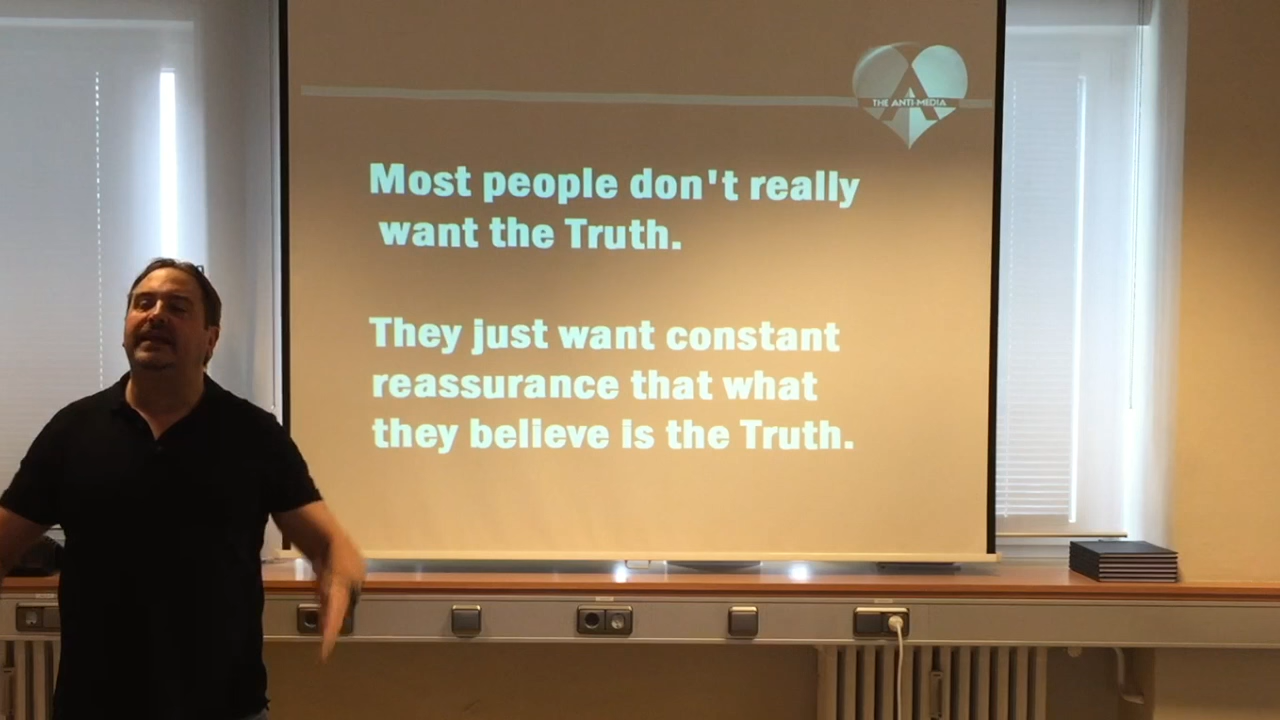 THE ANTI-MEDIA
Most people don't really
want the Truth.
They just want constant
reassurance that what
they believe is the Truth.